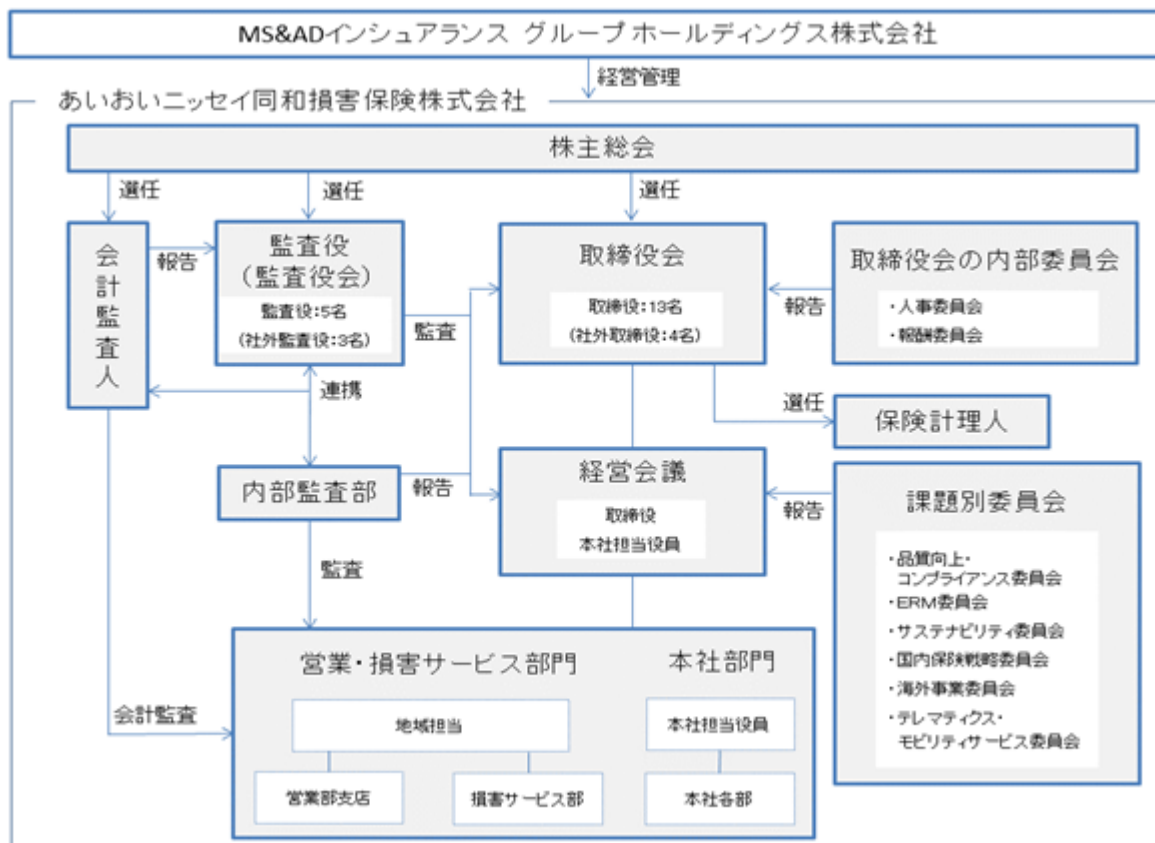 MS&ADインシュアランス グループ ホールディングス株式会社
経営管理
あいおいニッセイ同和損害保険株式会社
株主総会
選任
選任
選任
会計監査人
報告
監査役
(監査役会)
監査役:5名
(社外監査役:3名)
監査
取締役会
取締役:13名
(社外取締役:4名)
報告
取締役会の内部委員会
・人事委員会
・報酬委員会
連携
選任
保険計理人
内部監査部
報告
経営会議
取締役
本社担当役員
報告
課題別委員会
・品質向上・
コンプライアンス委員会
・ERM委員会
・サステナビリティ委員会
・国内保険戦略委員会
・海外事業委員会
・テレマティクス・
モビリティサービス委員会
監査
会計監査
営業・損害サービス部門
本社部門
地域担当
本社担当役員
営業部支店
損害サービス部
本社各部